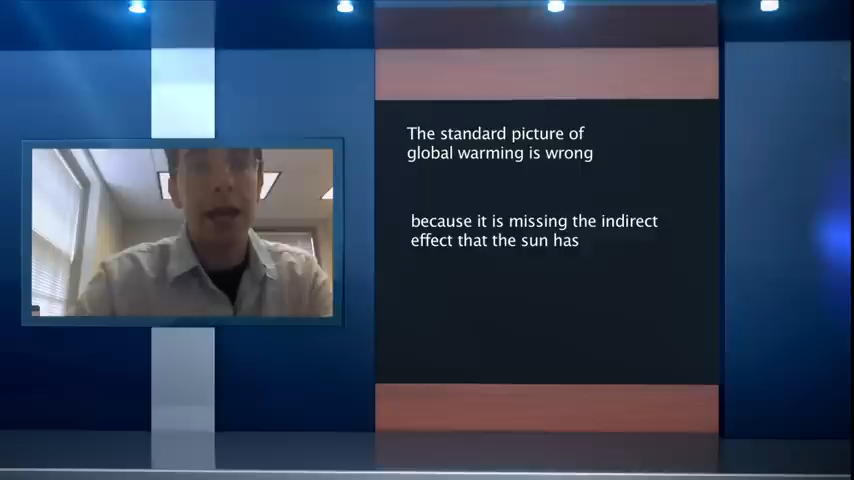 The standard picture of
global warming is wrong
because it is missing the indirect
effect that the sun has